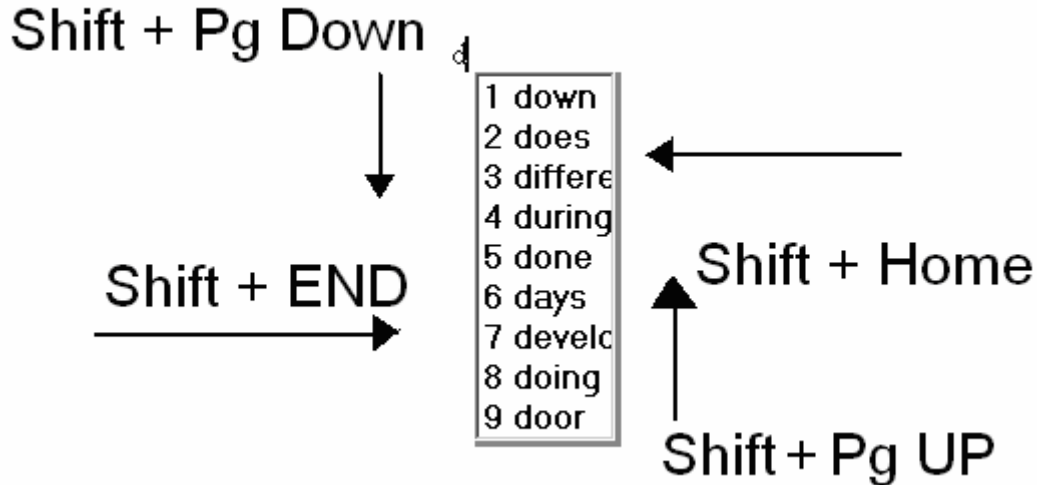 Shift + Pg Down
d
1 down
2 does
3 differe
4 during
5 done
6 days
7 develo
8 doing
9 door
Shift + END
Shift + Home
Shift + Pg UP